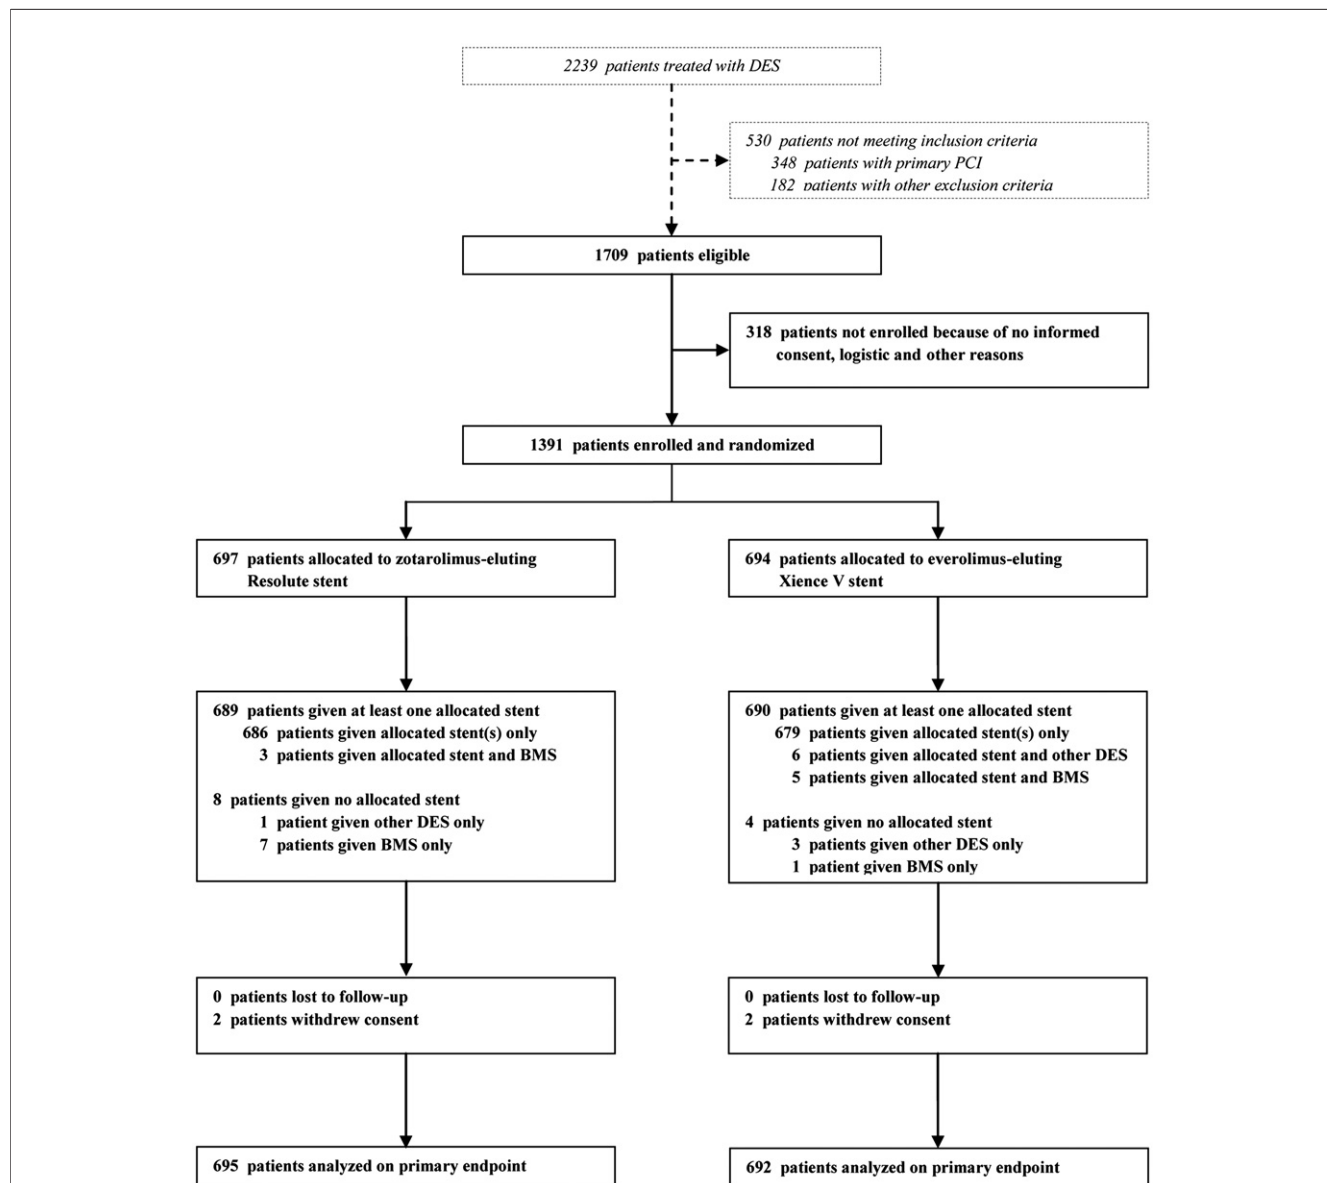 2239 patients treated with DES
530 patients not meeting inclusion criteria
348 patients with primary PCI
182 patients with other exclusion criteria
1709 patients eligible
318 patients not enrolled because of no informed
consent, logistic and other reasons
1391 patients enrolled and randomized
697 patients allocated to zotarolimus-eluting
Resolute stent
694 patients allocated to everolimus-eluting
Xience V stent
689 patients given at least one allocated stent
686 patients given allocated stent(s) only
3 patients given allocated stent and BMS
8 patients given no allocated stent
1 patient given other DES only
7 patients given BMS only
690 patients given at least one allocated stent
679 patients given allocated stent(s) only
6 patients given allocated stent and other DES
5 patients given allocated stent and BMS
4 patients given no allocated stent
3 patients given other DES only
1 patient given BMS only
0 patients lost to follow-up
2 patients withdrew consent
0 patients lost to follow-up
2 patients withdrew consent
695 patients analyzed on primary endpoint
692 patients analyzed on primary endpoint